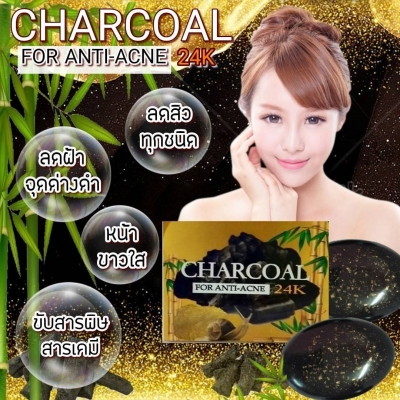 CHARCOAL
FOR ANTI-ACNE 24K
ลดสิว
ทุกชนิด
ลดฝ้า
จุดด่างดำ
หน้า
ขาวใส
CHARCOAL
FOR ANTI-ACNE 24K
ขับสารพิษ
สารเคมี